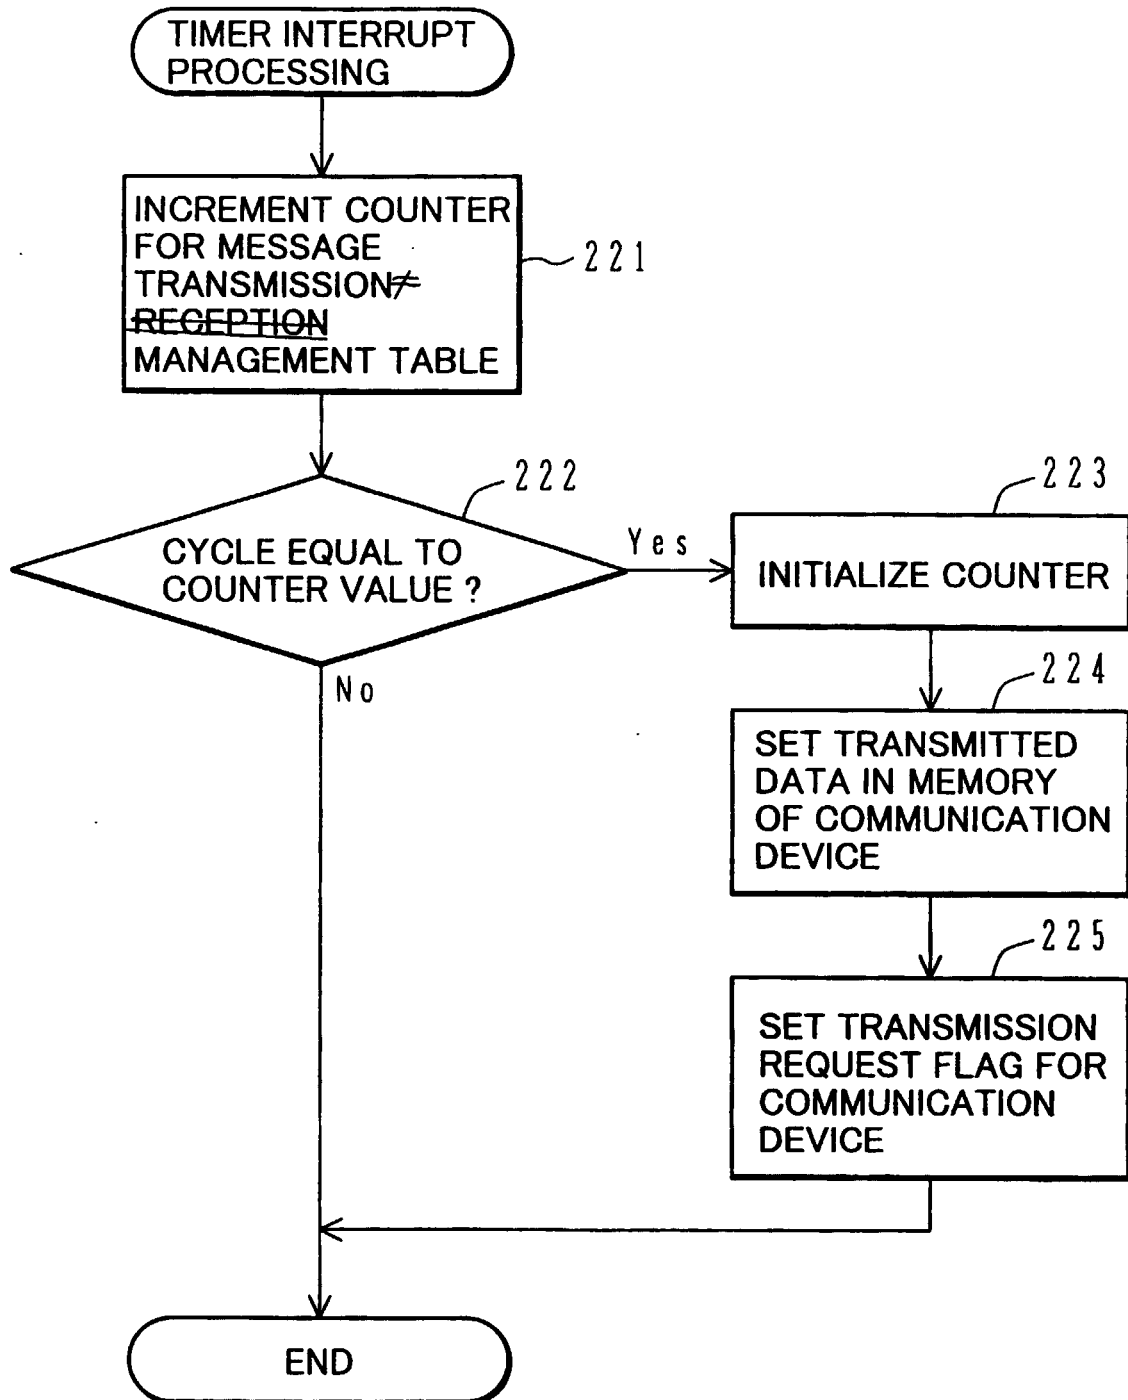 TIMER INTERRUPT
PROCESSING
INCREMENT COUNTER
FOR MESSAGE
TRANSMISSION/
RECEPTION
MANAGEMENT TABLE
221
222
CYCLE EQUAL TO
COUNTER VALUE ?
Yes
No
223
INITIALIZE COUNTER
224
SET TRANSMITTED
DATA IN MEMORY
OF COMMUNICATION
DEVICE
225
SET TRANSMISSION
REQUEST FLAG FOR
COMMUNICATION
DEVICE
END